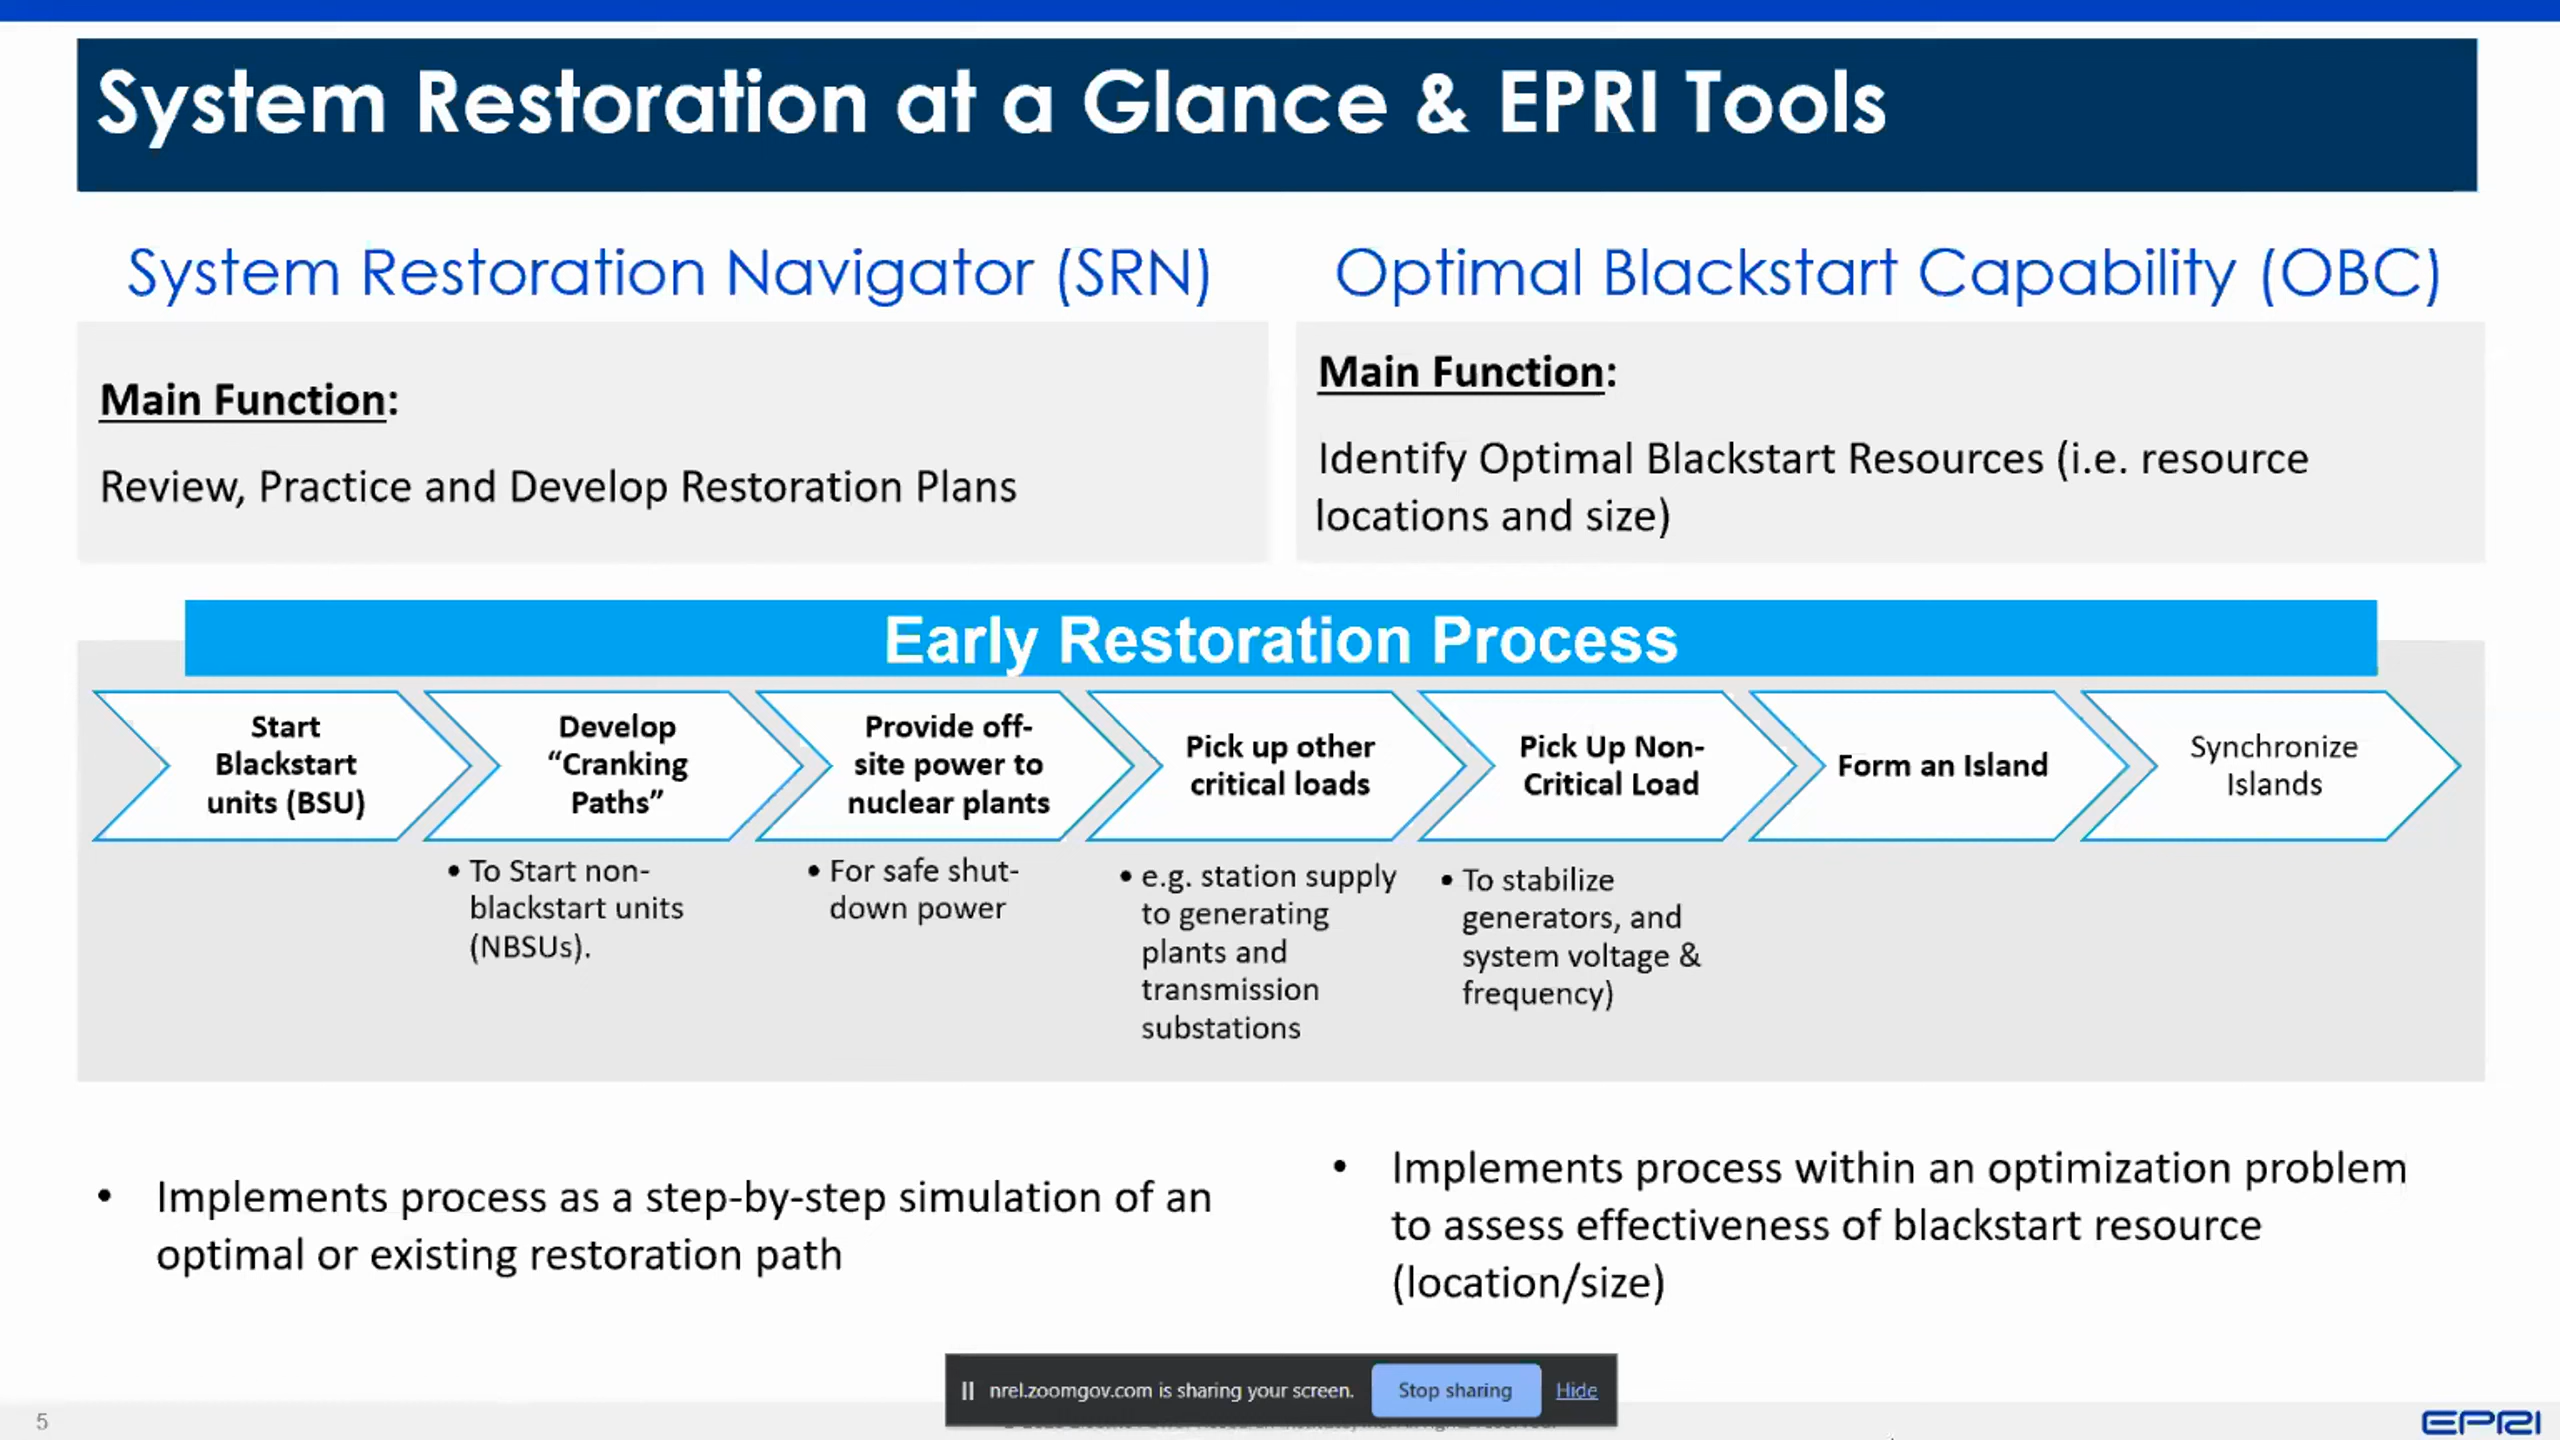 System Restoration at a Glance & EPRI Tools
System Restoration Navigator (SRN)
Main Function:
Review, Practice and Develop Restoration Plans
Optimal Blackstart Capability (OBC)
Main Function:
Identify Optimal Blackstart Resources (i.e. resource
locations and size)
Early Restoration Process
Start
Blackstart
units (BSU)
Develop
“Cranking
Paths”
• To Start non-
blackstart units
(NBSUs).
Provide off-
site power to
nuclear plants
• For safe shut-
down power
Pick up other
critical loads
• e.g. station supply
to generating
plants and
transmission
substations
Pick Up Non-
Critical Load
• To stabilize
generators, and
system voltage &
frequency)
Form an Island
Synchronize
Islands
• Implements process as a step-by-step simulation of an
optimal or existing restoration path
• Implements process within an optimization problem
to assess effectiveness of blackstart resource
(location/size)
nrel.zoomgov.com is sharing your screen.
Stop sharing
Hide
5
EPRI